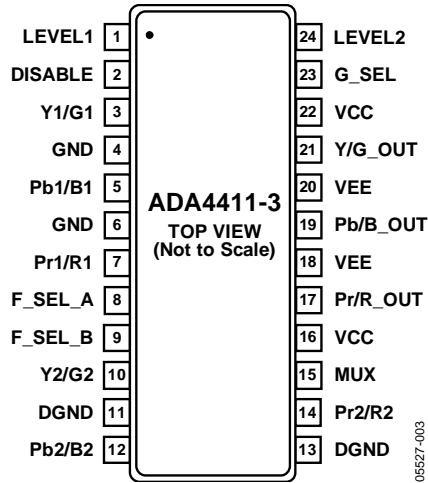 LEVEL1 1 24 LEVEL2
DISABLE 2 23 G_SEL
Y1/G1 3 22 VCC
GND 4 21 Y/G_OUT
Pb1/B1 5 20 VEE
ADA4411-3
GND 6 19 Pb/B_OUT
TOP VIEW
(Not to Scale)
Pr1/R1 7 18 VEE
F_SEL_A 8 17 Pr/R_OUT
F_SEL_B 9 16 VCC
Y2/G2 10 15 MUX
DGND 11 14 Pr2/R2
Pb2/B2 12 13 DGND
05527-003